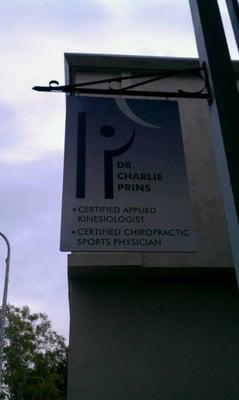 DR.
CHARLIE
PRINS
• CERTIFIED APPLIED
KINESIOLOGIST
• CERTIFIED CHIROPRACTIC
SPORTS PHYSICIAN